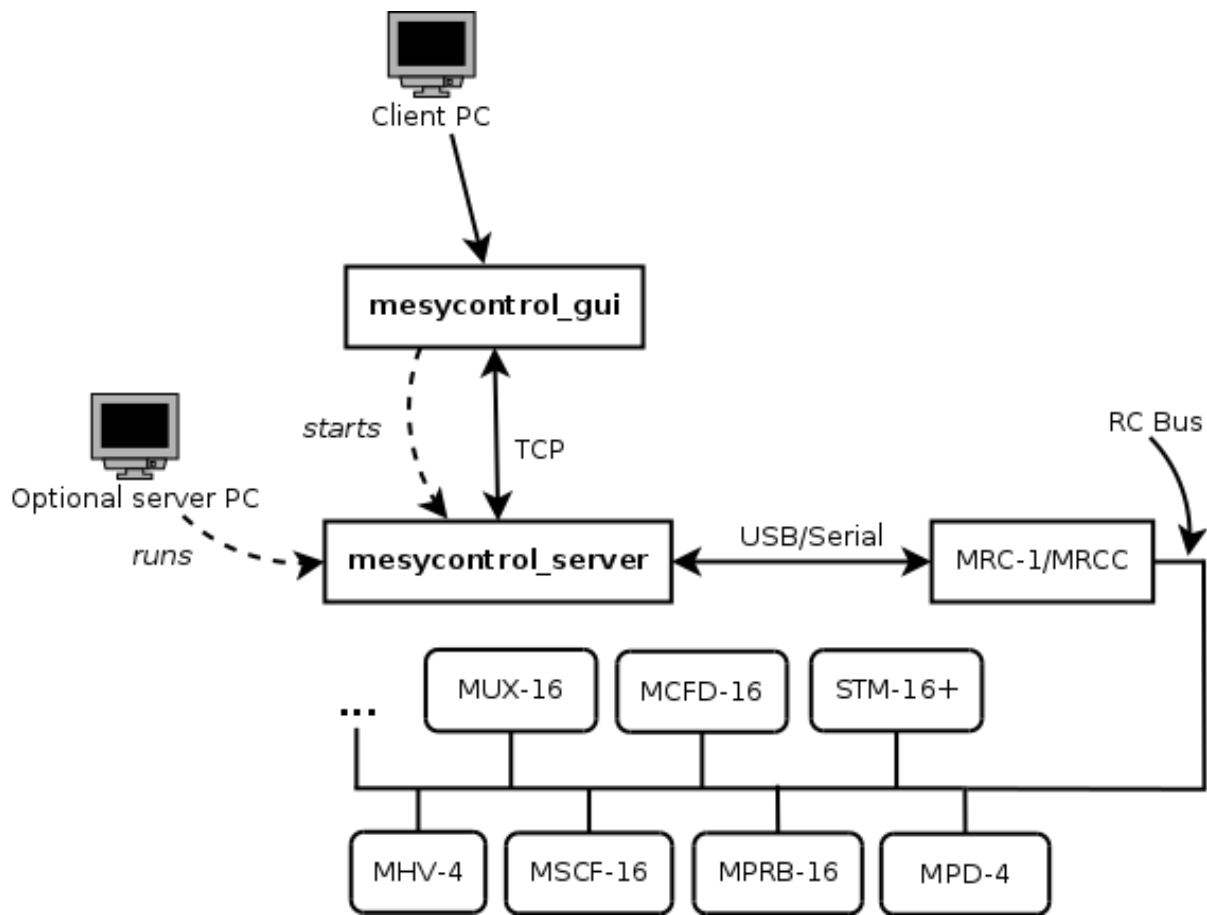 Client PC
mesycontrol_gui
starts
TCP
RC Bus
Optional server PC
runs
mesycontrol_server
USB/Serial
MRC-1/MRCC
...
MUX-16
MCFD-16
STM-16+
MHV-4
MSCF-16
MPRB-16
MPD-4